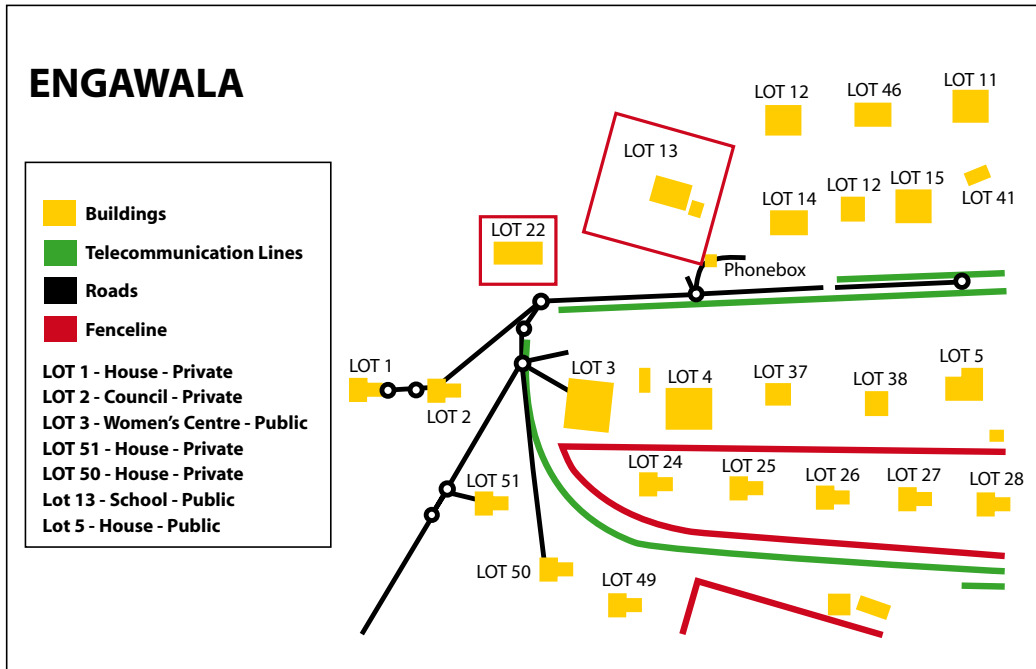 ENGAWALA
Buildings
Telecommunication Lines
Roads
Fenceline
LOT 1 - House - Private
LOT 2 - Council - Private
LOT 3 - Women's Centre - Public
LOT 51 - House - Private
LOT 50 - House - Private
Lot 13 - School - Public
Lot 5 - House - Public
LOT 12
LOT 46
LOT 11
LOT 13
LOT 14
LOT 12
LOT 15
LOT 41
LOT 22
Phonebox
LOT 1
LOT 2
LOT 3
LOT 4
LOT 37
LOT 38
LOT 5
LOT 24
LOT 25
LOT 26
LOT 27
LOT 28
LOT 51
LOT 50
LOT 49